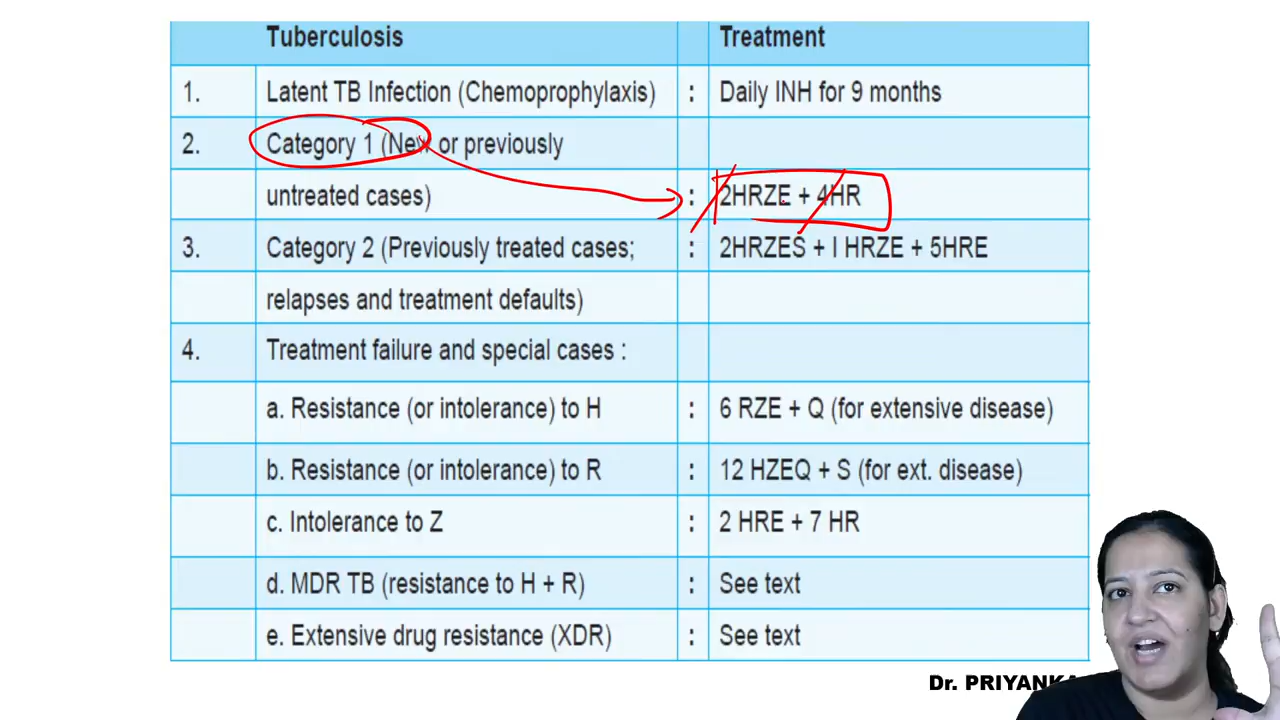 Tuberculosis Treatment
1. Latent TB Infection (Chemoprophylaxis) : Daily INH for 9 months
2. Category 1 (New or previously
untreated cases) : 2HRZE + 4HR
3. Category 2 (Previously treated cases; : 2HRZES + I HRZE + 5HRE
relapses and treatment defaults)
4. Treatment failure and special cases :
a. Resistance (or intolerance) to H : 6 RZE + Q (for extensive disease)
b. Resistance (or intolerance) to R : 12 HZEQ + S (for ext. disease)
c. Intolerance to Z : 2 HRE + 7 HR
d. MDR TB (resistance to H + R) : See text
e. Extensive drug resistance (XDR) : See text
Dr. PRIYANKA